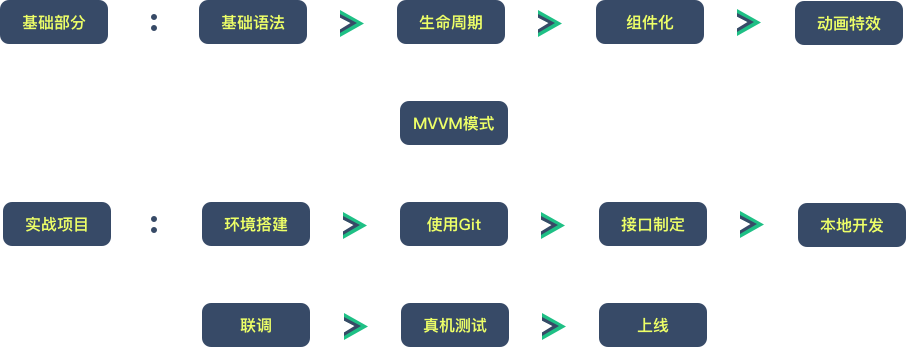 基础部分 : 基础语法 生命周期 组件化 动画特效
MVVM模式
实战项目 : 环境搭建 使用Git 接口制定 本地开发
联调 真机测试 上线